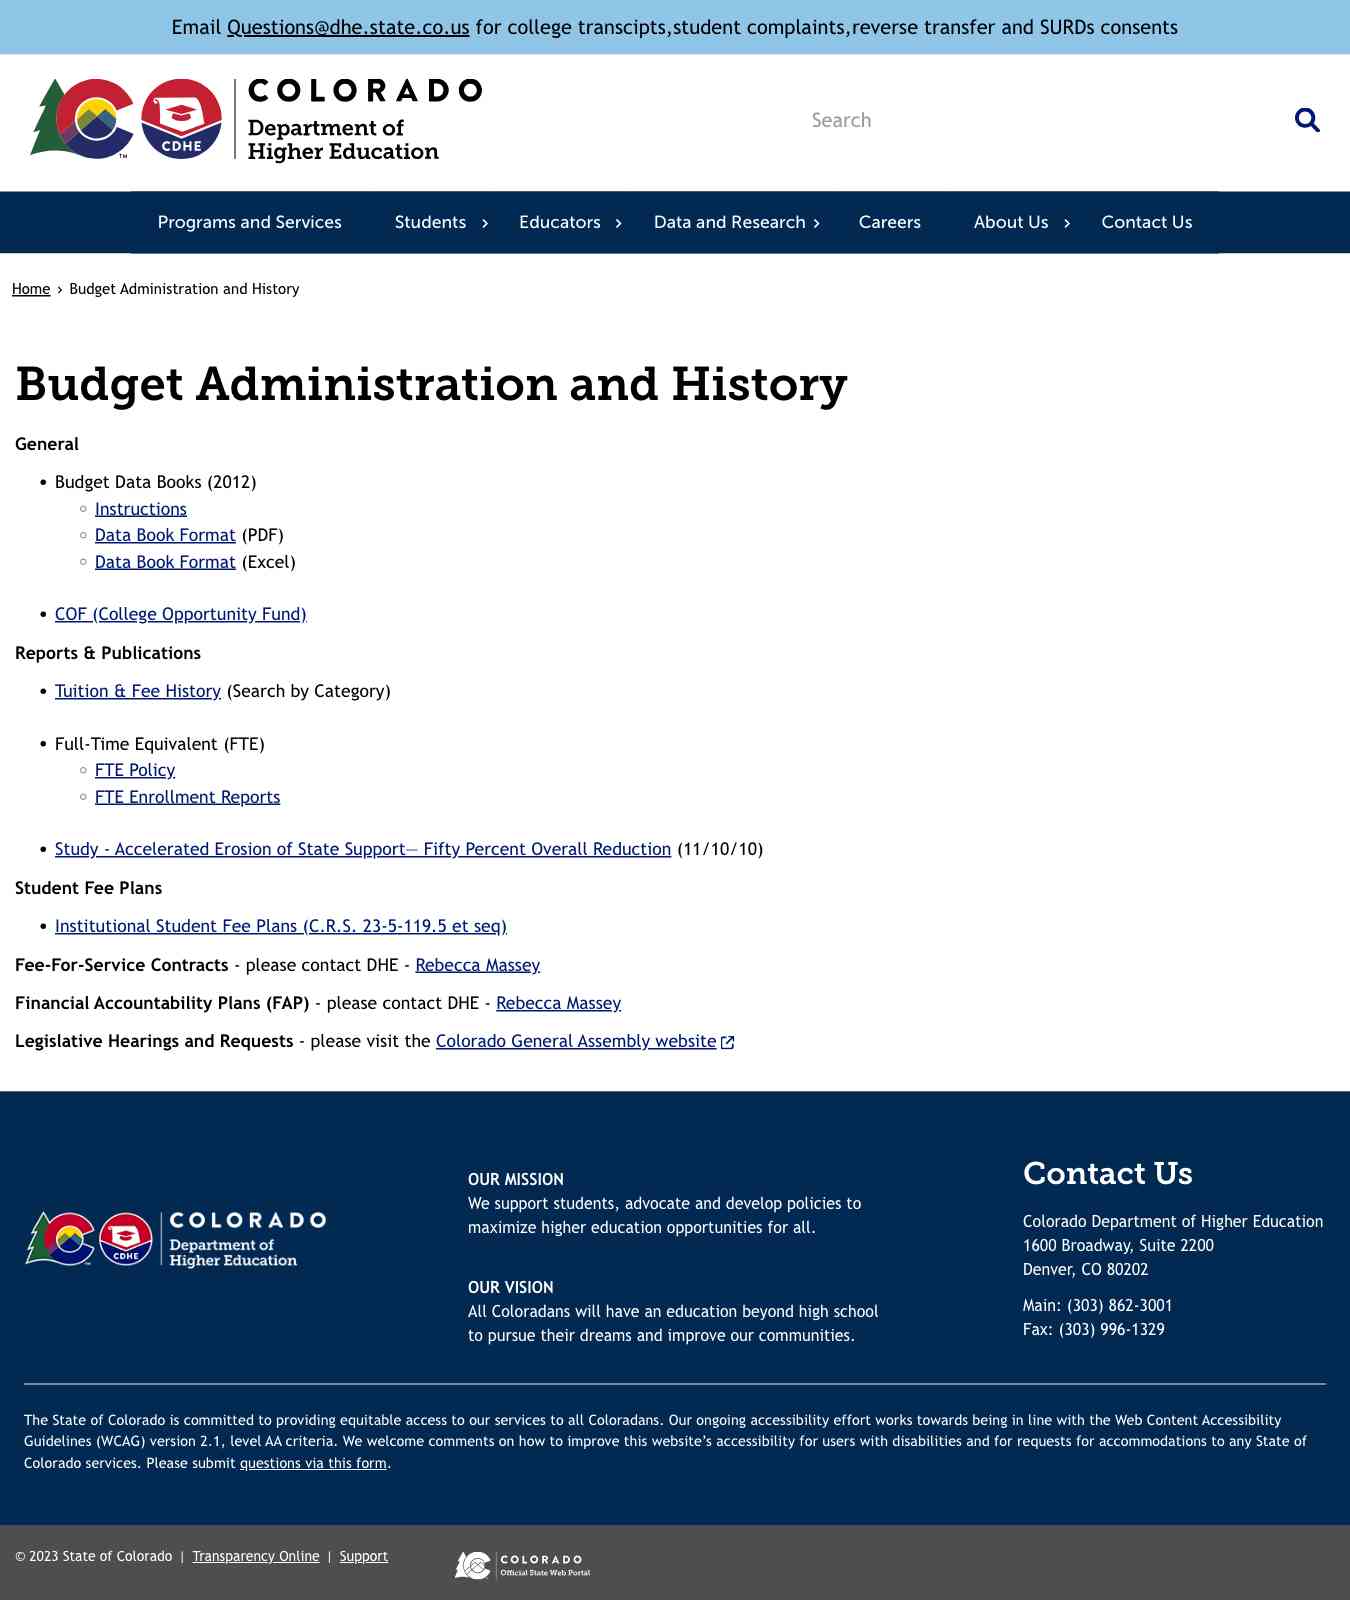 Email Questions@dhe.state.co.us for college transcipts,student complaints,reverse transfer and SURDs consents
CDHE
TM
COLORADO
Department of
Higher Education
Search
Programs and Services Students Educators Data and Research Careers About Us Contact Us
Home › Budget Administration and History
Budget Administration and History
General
• Budget Data Books (2012)
○ Instructions
○ Data Book Format (PDF)
○ Data Book Format (Excel)
• COF (College Opportunity Fund)
Reports & Publications
• Tuition & Fee History (Search by Category)
• Full-Time Equivalent (FTE)
○ FTE Policy
○ FTE Enrollment Reports
• Study - Accelerated Erosion of State Support— Fifty Percent Overall Reduction (11/10/10)
Student Fee Plans
• Institutional Student Fee Plans (C.R.S. 23-5-119.5 et seq)
Fee-For-Service Contracts - please contact DHE - Rebecca Massey
Financial Accountability Plans (FAP) - please contact DHE - Rebecca Massey
Legislative Hearings and Requests - please visit the Colorado General Assembly website
CDHE
TM
COLORADO
Department of
Higher Education
OUR MISSION
We support students, advocate and develop policies to
maximize higher education opportunities for all.
OUR VISION
All Coloradans will have an education beyond high school
to pursue their dreams and improve our communities.
Contact Us
Colorado Department of Higher Education
1600 Broadway, Suite 2200
Denver, CO 80202
Main: (303) 862-3001
Fax: (303) 996-1329
The State of Colorado is committed to providing equitable access to our services to all Coloradans. Our ongoing accessibility effort works towards being in line with the Web Content Accessibility
Guidelines (WCAG) version 2.1, level AA criteria. We welcome comments on how to improve this website’s accessibility for users with disabilities and for requests for accommodations to any State of
Colorado services. Please submit questions via this form.
© 2023 State of Colorado | Transparency Online | Support
COLORADO
Official State Web Portal